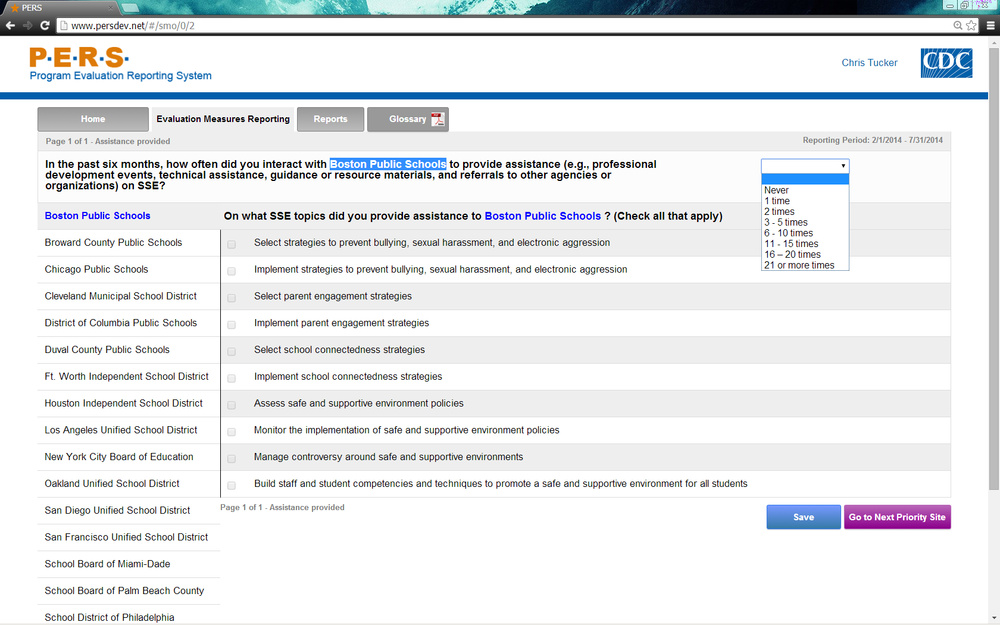 PERS
www.persdev.net/#/smo/0/2
P·E·R·S·
Program Evaluation Reporting System
Chris Tucker
CDC
Home
Evaluation Measures Reporting
Reports
Glossary
Page 1 of 1 - Assistance provided
Reporting Period: 2/1/2014 - 7/31/2014
In the past six months, how often did you interact with Boston Public Schools to provide assistance (e.g., professional
development events, technical assistance, guidance or resource materials, and referrals to other agencies or
organizations) on SSE?
Never
1 time
2 times
3 - 5 times
6 - 10 times
11 - 15 times
16 – 20 times
21 or more times
Boston Public Schools
On what SSE topics did you provide assistance to Boston Public Schools ? (Check all that apply)
Broward County Public Schools
Select strategies to prevent bullying, sexual harassment, and electronic aggression
Chicago Public Schools
Implement strategies to prevent bullying, sexual harassment, and electronic aggression
Cleveland Municipal School District
Select parent engagement strategies
District of Columbia Public Schools
Implement parent engagement strategies
Duval County Public Schools
Select school connectedness strategies
Ft. Worth Independent School District
Implement school connectedness strategies
Houston Independent School District
Assess safe and supportive environment policies
Los Angeles Unified School District
Monitor the implementation of safe and supportive environment policies
New York City Board of Education
Manage controversy around safe and supportive environments
Oakland Unified School District
Build staff and student competencies and techniques to promote a safe and supportive environment for all students
San Diego Unified School District
Page 1 of 1 - Assistance provided
Save
Go to Next Priority Site
San Francisco Unified School District
School Board of Miami-Dade
School Board of Palm Beach County
School District of Philadelphia